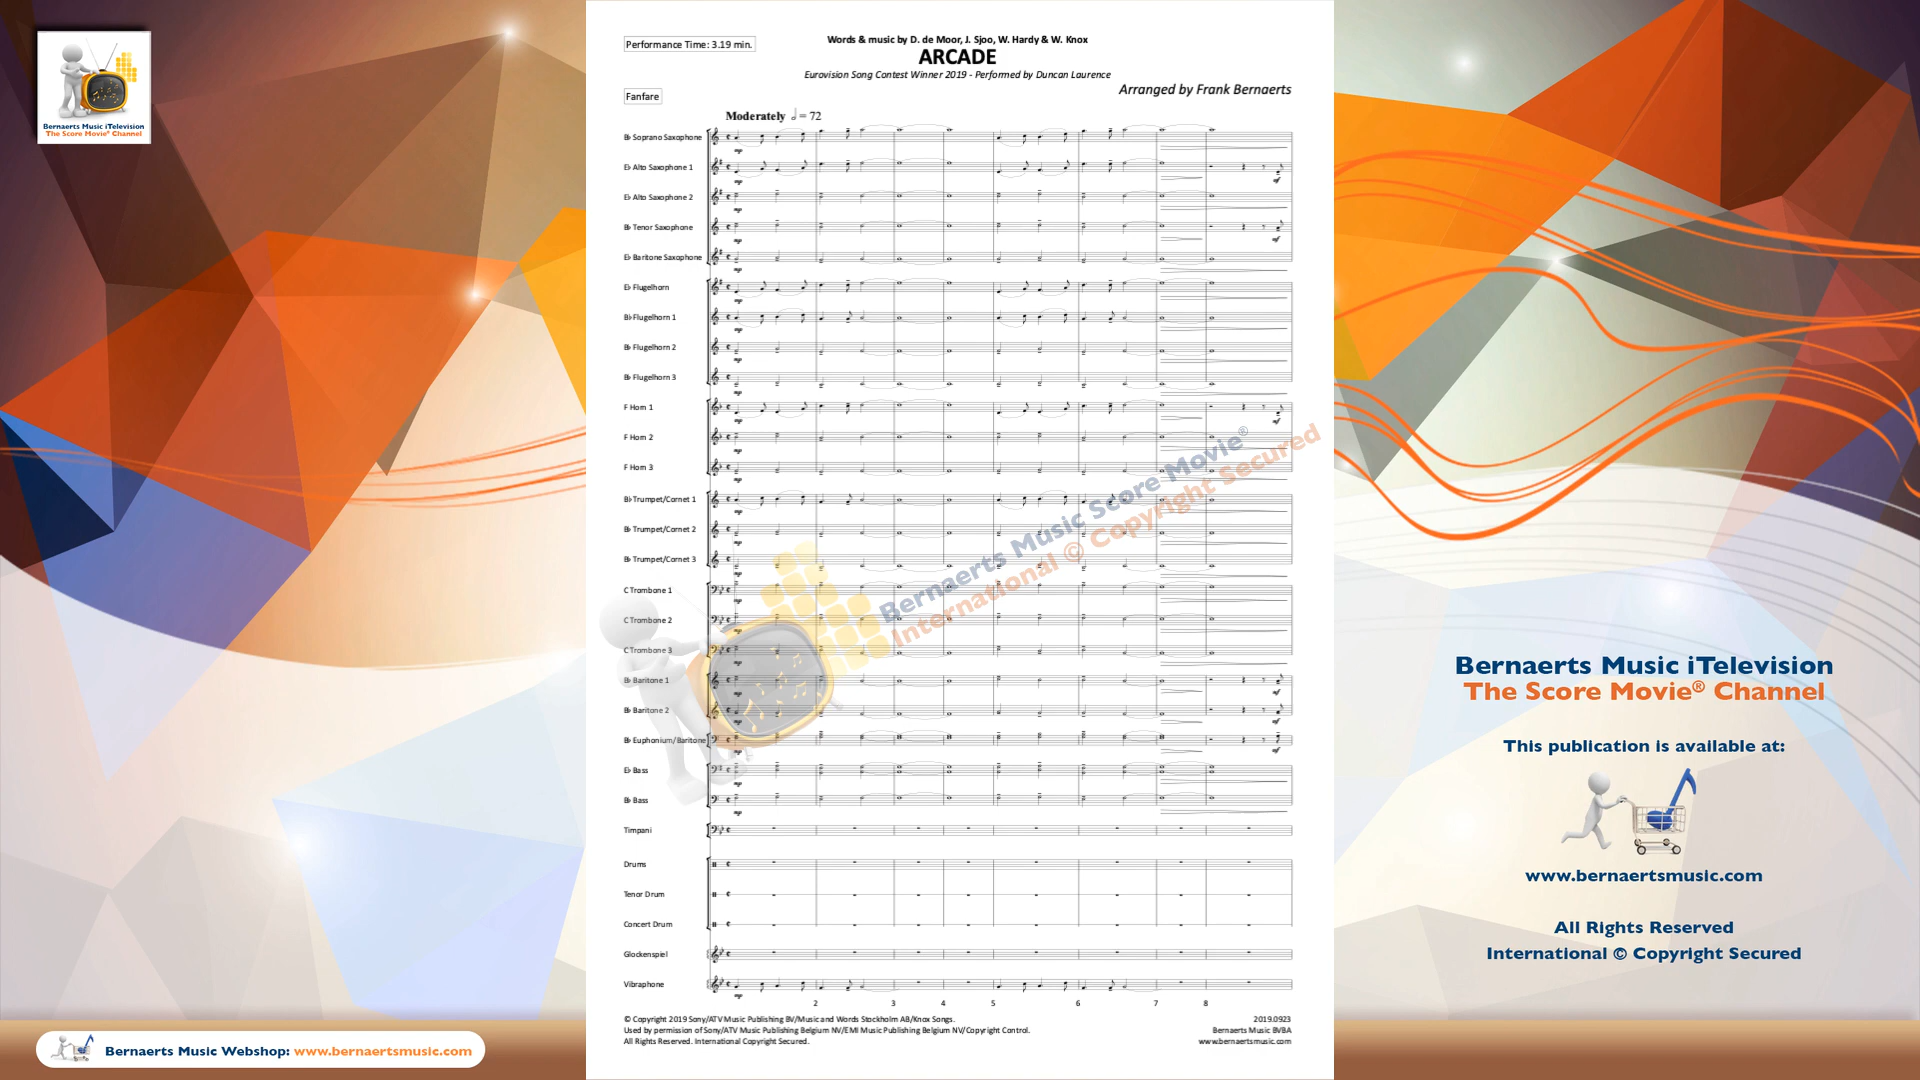 Bernaerts Music iTelevision
The Score Movie® Channel
Performance Time: 3.19 min.
Words & music by D. de Moor, J. Sjoo, W. Hardy & W. Knox
ARCADE
Eurovision Song Contest Winner 2019 - Performed by Duncan Laurence
Arranged by Frank Bernaerts
Fanfare
Moderately 𝅗𝅥 = 72
B♭ Soprano Saxophone
E♭ Alto Saxophone 1
E♭ Alto Saxophone 2
B♭ Tenor Saxophone
E♭ Baritone Saxophone
E♭ Flugelhorn
B♭ Flugelhorn 1
B♭ Flugelhorn 2
B♭ Flugelhorn 3
F Horn 1
F Horn 2
F Horn 3
B♭ Trumpet/Cornet 1
B♭ Trumpet/Cornet 2
B♭ Trumpet/Cornet 3
C Trombone 1
C Trombone 2
C Trombone 3
B♭ Baritone 1
B♭ Baritone 2
B♭ Euphonium/Baritone
E♭ Bass
B♭ Bass
Timpani
Drums
Tenor Drum
Concert Drum
Glockenspiel
Vibraphone
mp
mf
2 3 4 5 6 7 8
Bernaerts Music Score Movie®
International © Copyright Secured
© Copyright 2019 Sony/ATV Music Publishing BV/Music and Words Stockholm AB/Knox Songs.
Used by permission of Sony/ATV Music Publishing Belgium NV/EMI Music Publishing Belgium NV/Copyright Control.
All Rights Reserved. International Copyright Secured.
2019.0923
Bernaerts Music BVBA
www.bernaertsmusic.com
Bernaerts Music iTelevision
The Score Movie® Channel
This publication is available at:
www.bernaertsmusic.com
All Rights Reserved
International © Copyright Secured
Bernaerts Music Webshop: www.bernaertsmusic.com